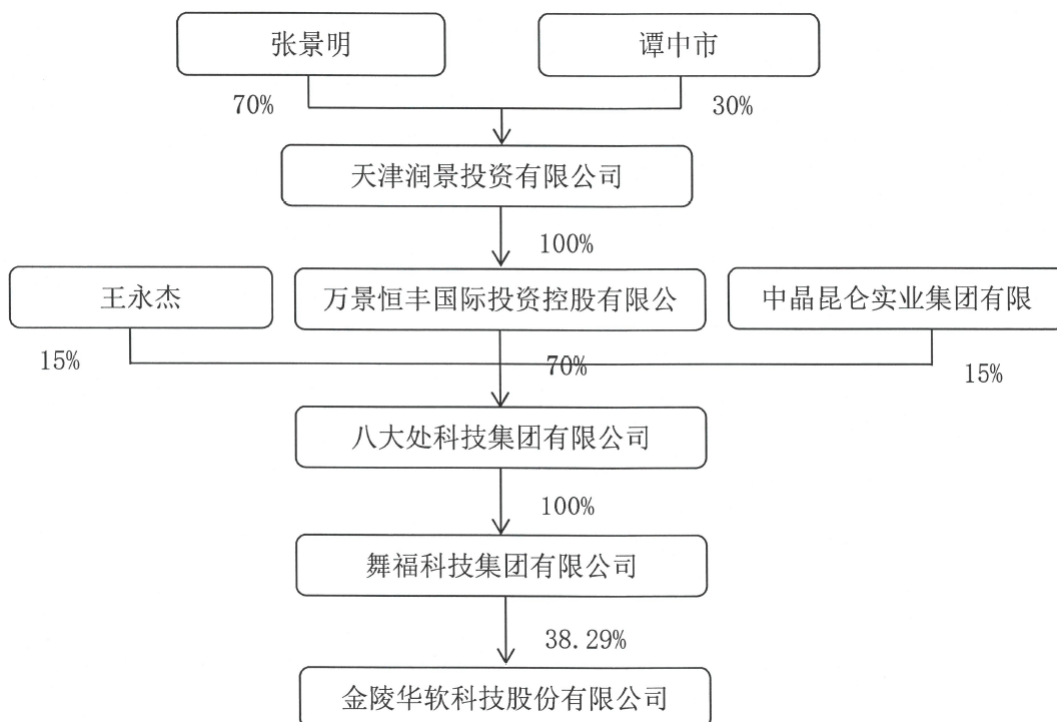 张景明
谭中市
70%
30%
天津润景投资有限公司
100%
王永杰
万景恒丰国际投资控股有限公
中晶昆仑实业集团有限
15%
70%
15%
八大处科技集团有限公司
100%
舞福科技集团有限公司
38.29%
金陵华软科技股份有限公司